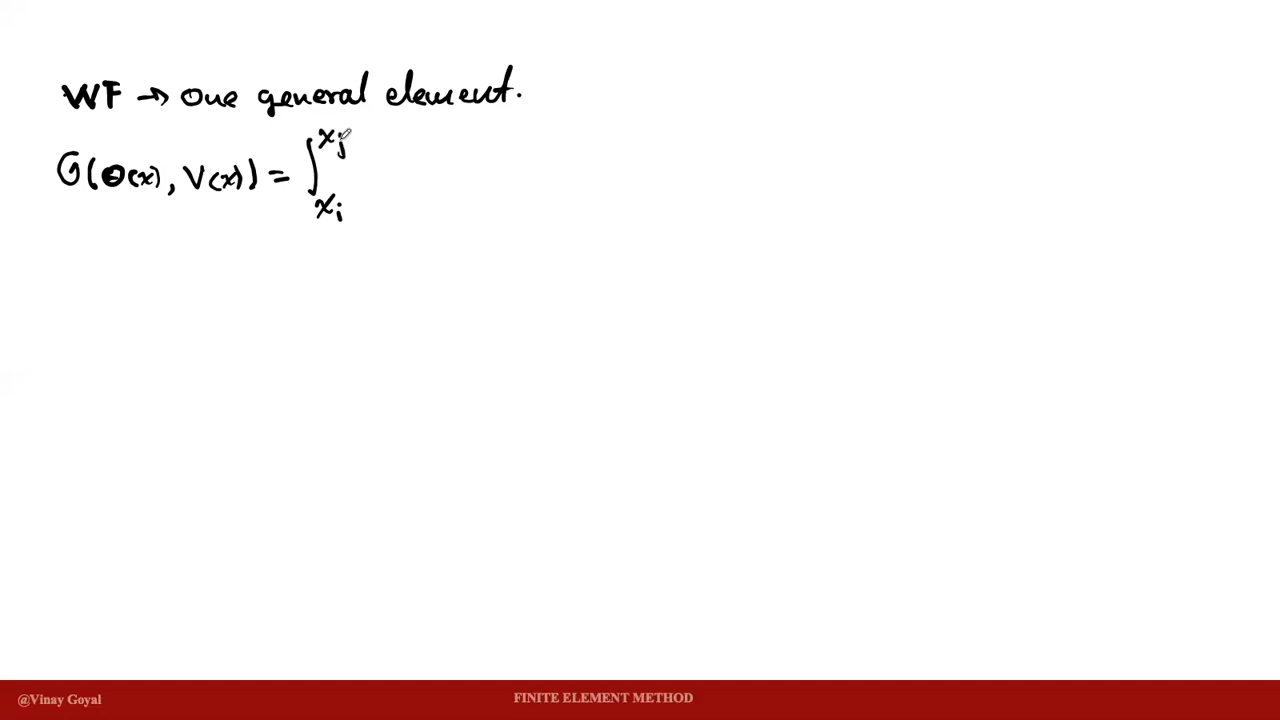 WF → One general element.
G(θ(x), V(x)) = ∫_{x_i}^{x_j}
@Vinay Goyal
FINITE ELEMENT METHOD